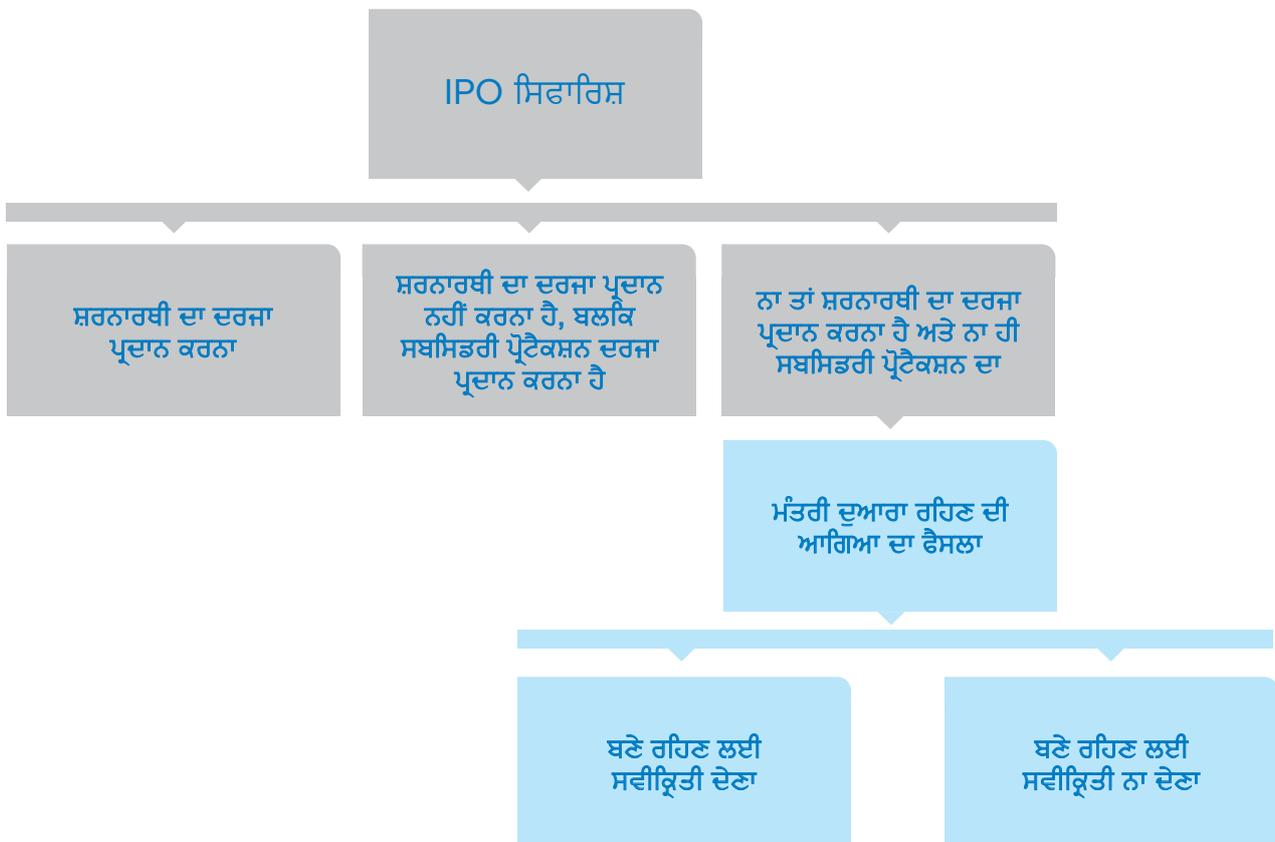 IPO ਸਿਫਾਰਿਸ਼
ਸ਼ਰਨਾਰਥੀ ਦਾ ਦਰਜਾ
ਪ੍ਰਦਾਨ ਕਰਨਾ
ਸ਼ਰਨਾਰਥੀ ਦਾ ਦਰਜਾ ਪ੍ਰਦਾਨ
ਨਹੀਂ ਕਰਨਾ ਹੈ, ਬਲਕਿ
ਸਬਸਿਡਰੀ ਪ੍ਰੋਟੈਕਸ਼ਨ ਦਰਜਾ
ਪ੍ਰਦਾਨ ਕਰਨਾ ਹੈ
ਨਾ ਤਾਂ ਸ਼ਰਨਾਰਥੀ ਦਾ ਦਰਜਾ
ਪ੍ਰਦਾਨ ਕਰਨਾ ਹੈ ਅਤੇ ਨਾ ਹੀ
ਸਬਸਿਡਰੀ ਪ੍ਰੋਟੈਕਸ਼ਨ ਦਾ
ਮੰਤਰੀ ਦੁਆਰਾ ਰਹਿਣ ਦੀ
ਆਗਿਆ ਦਾ ਫੈਸਲਾ
ਬਣੇ ਰਹਿਣ ਲਈ
ਸਵੀਕ੍ਰਿਤੀ ਦੇਣਾ
ਬਣੇ ਰਹਿਣ ਲਈ
ਸਵੀਕ੍ਰਿਤੀ ਨਾ ਦੇਣਾ